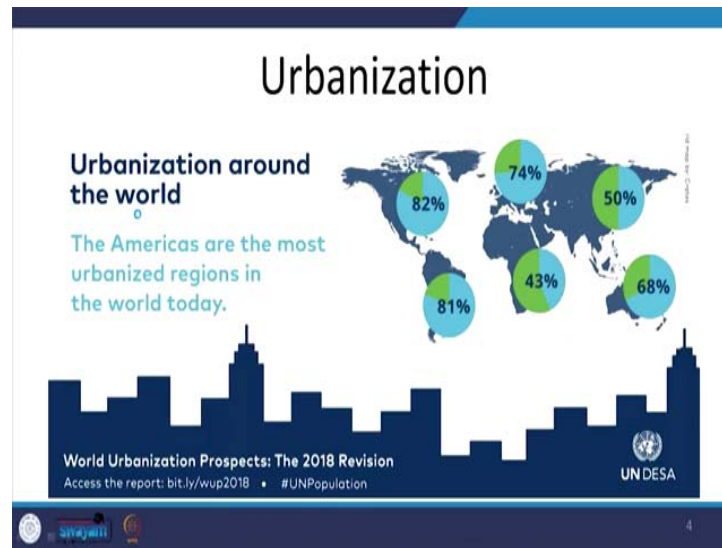 Urbanization
Urbanization around
the world
The Americas are the most
urbanized regions in
the world today.
82%
74%
50%
81%
43%
68%
World Urbanization Prospects: The 2018 Revision
Access the report: bit.ly/wup2018 • #UNPopulation
UN DESA
swayam
4